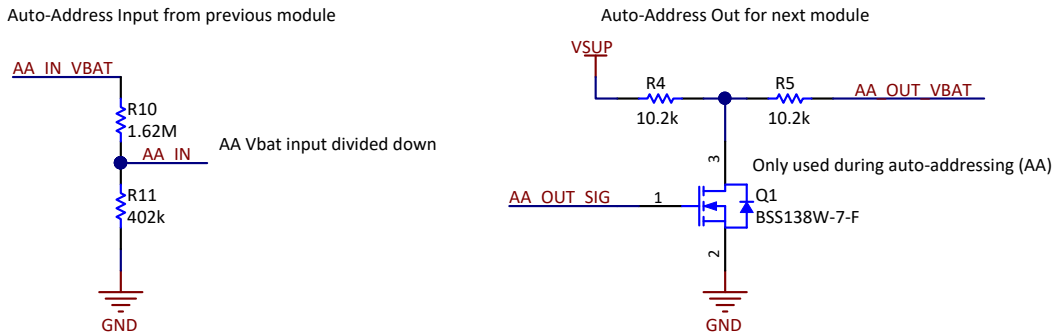 Auto-Address Input from previous module
AA_IN_VBAT
R10
1.62M
AA_IN
AA Vbat input divided down
R11
402k
GND
Auto-Address Out for next module
VSUP
R4
10.2k
R5
10.2k
AA_OUT_VBAT
3
Only used during auto-addressing (AA)
AA_OUT_SIG
1
Q1
BSS138W-7-F
2
GND